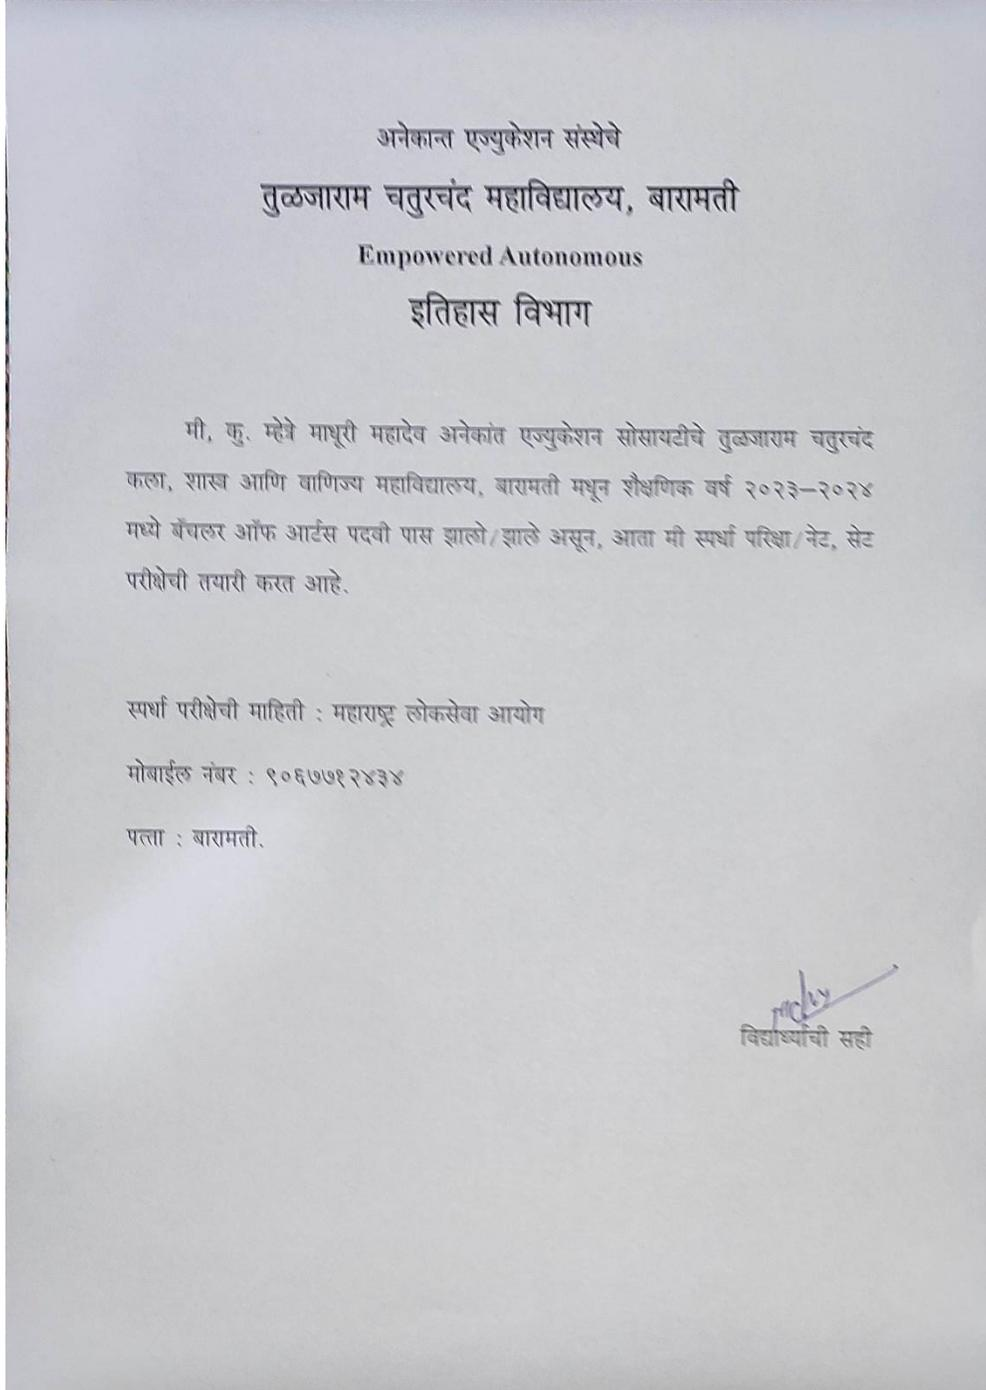 अनेकान्त एज्युकेशन संस्थेचे
तुळजाराम चतुरचंद महाविद्यालय, बारामती
Empowered Autonomous
इतिहास विभाग
मी, कु. म्हेत्रे माधूरी महादेव अनेकांत एज्युकेशन सोसायटीचे तुळजाराम चतुरचंद
कला, शास्त्र आणि वाणिज्य महाविद्यालय, बारामती मधून शैक्षणिक वर्ष २०२३–२०२४
मध्ये बॅचलर ऑफ आर्टस पदवी पास झालो/झाले असून, आता मी स्पर्धा परिक्षा/नेट, सेट
परीक्षेची तयारी करत आहे.
स्पर्धा परीक्षेची माहिती : महाराष्ट्र लोकसेवा आयोग
मोबाईल नंबर : ९०६७७१२४३४
पत्ता : बारामती.
विद्यार्थ्याची सही